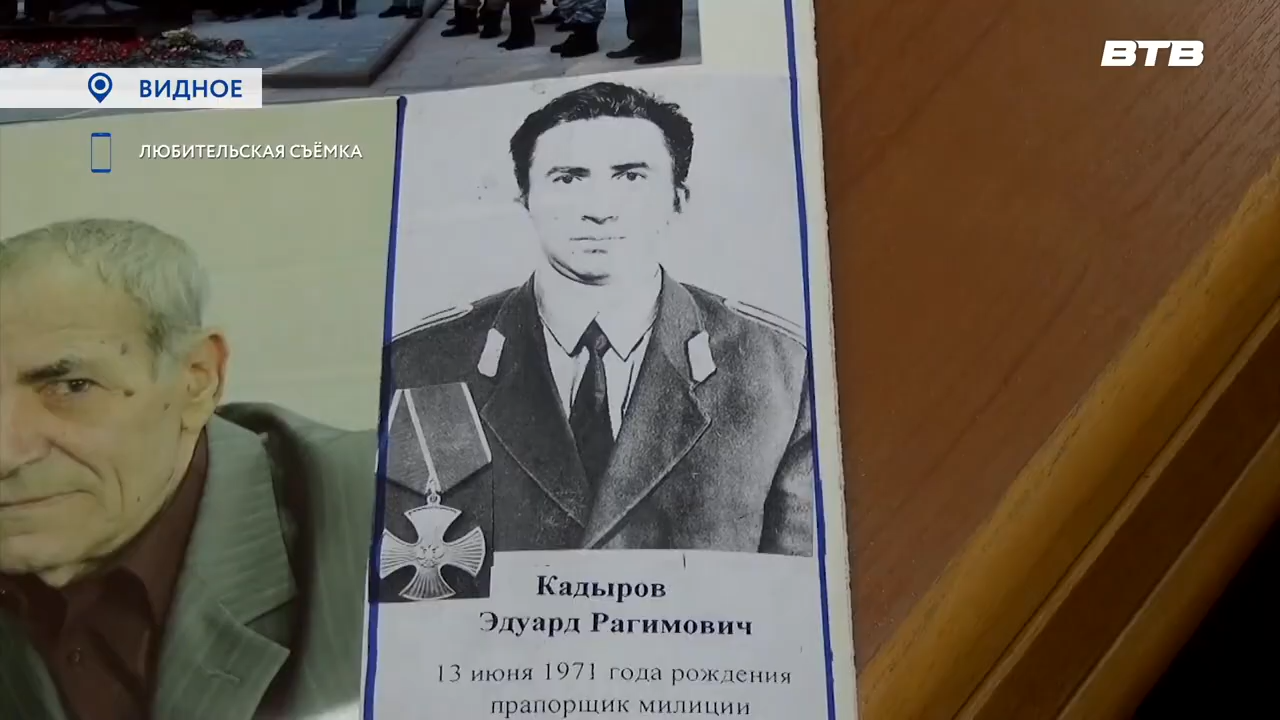 ВТВ
ВИДНОЕ
ЛЮБИТЕЛЬСКАЯ СЪЁМКА
Кадыров
Эдуард Рагимович
13 июня 1971 года рождения
прапорщик милиции